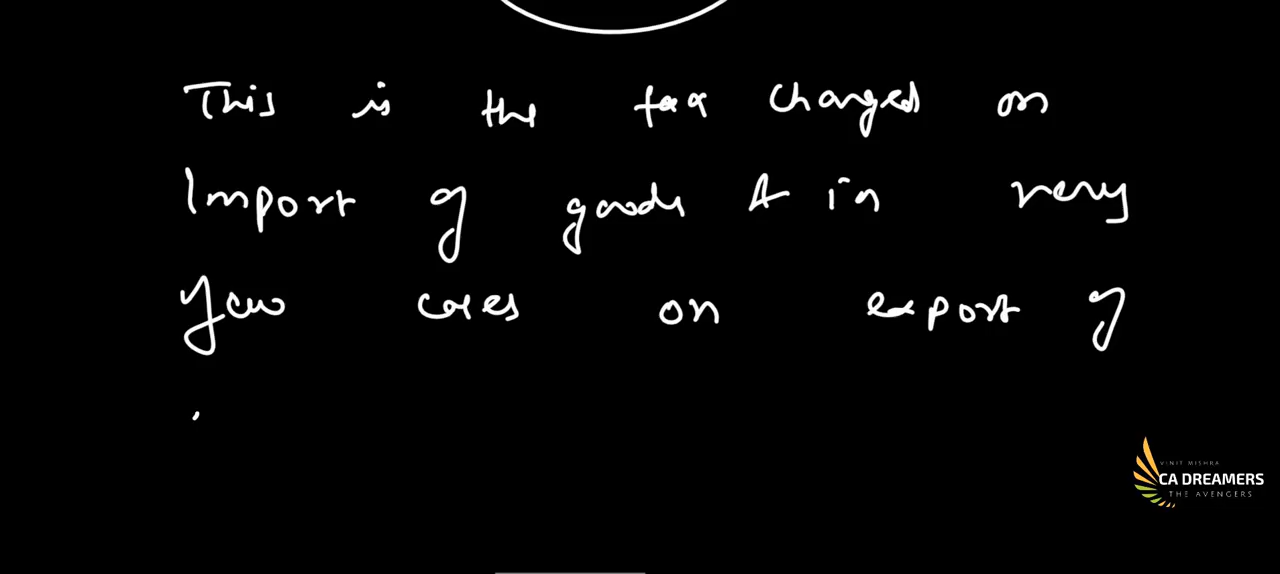 This is the tax charged on
Import of goods & in very
few cases on export of
VINIT MISHRA
CA DREAMERS
THE AVENGERS